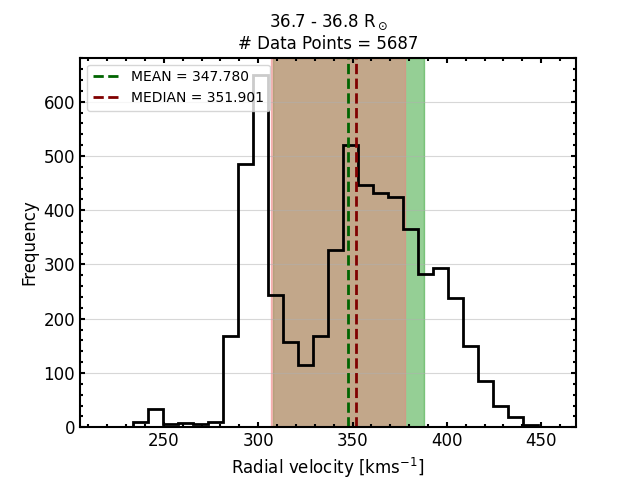 36.7 - 36.8 R⊙
# Data Points = 5687
MEAN = 347.780
MEDIAN = 351.901
600
500
400
300
200
100
0
Frequency
250 300 350 400 450
Radial velocity [kms⁻¹]